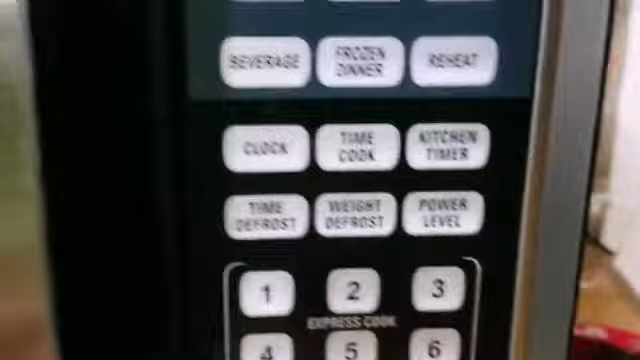 BEVERAGE FROZEN DINNER REHEAT
CLOCK TIME COOK KITCHEN TIMER
TIME DEFROST WEIGHT DEFROST POWER LEVEL
1 2 3
EXPRESS COOK
4 5 6